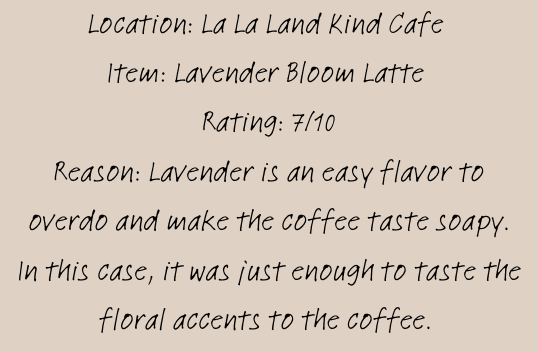 Location: La La Land Kind Cafe
Item: Lavender Bloom Latte
Rating: 7/10
Reason: Lavender is an easy flavor to
overdo and make the coffee taste soapy.
In this case, it was just enough to taste the
floral accents to the coffee.